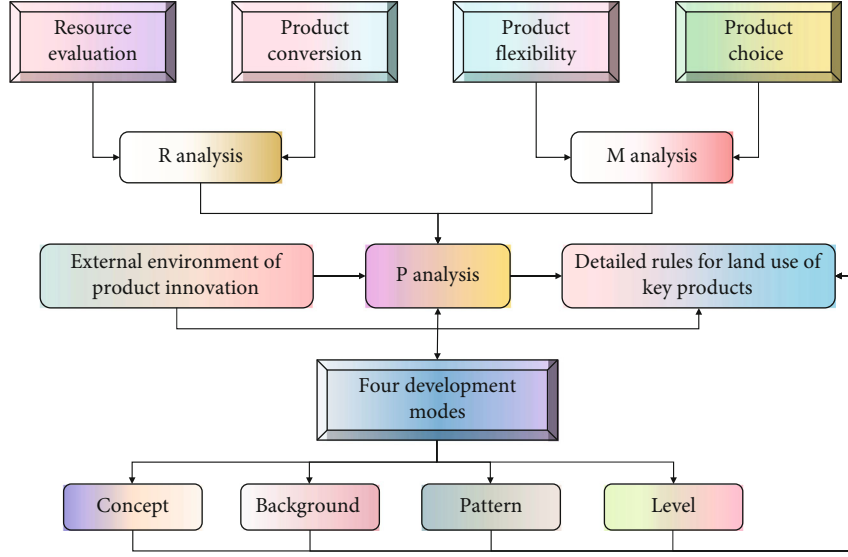 Resource
evaluation
Product
conversion
Product
flexibility
Product
choice
R analysis
M analysis
External environment of
product innovation
P analysis
Detailed rules for land use of
key products
Four development
modes
Concept
Background
Pattern
Level